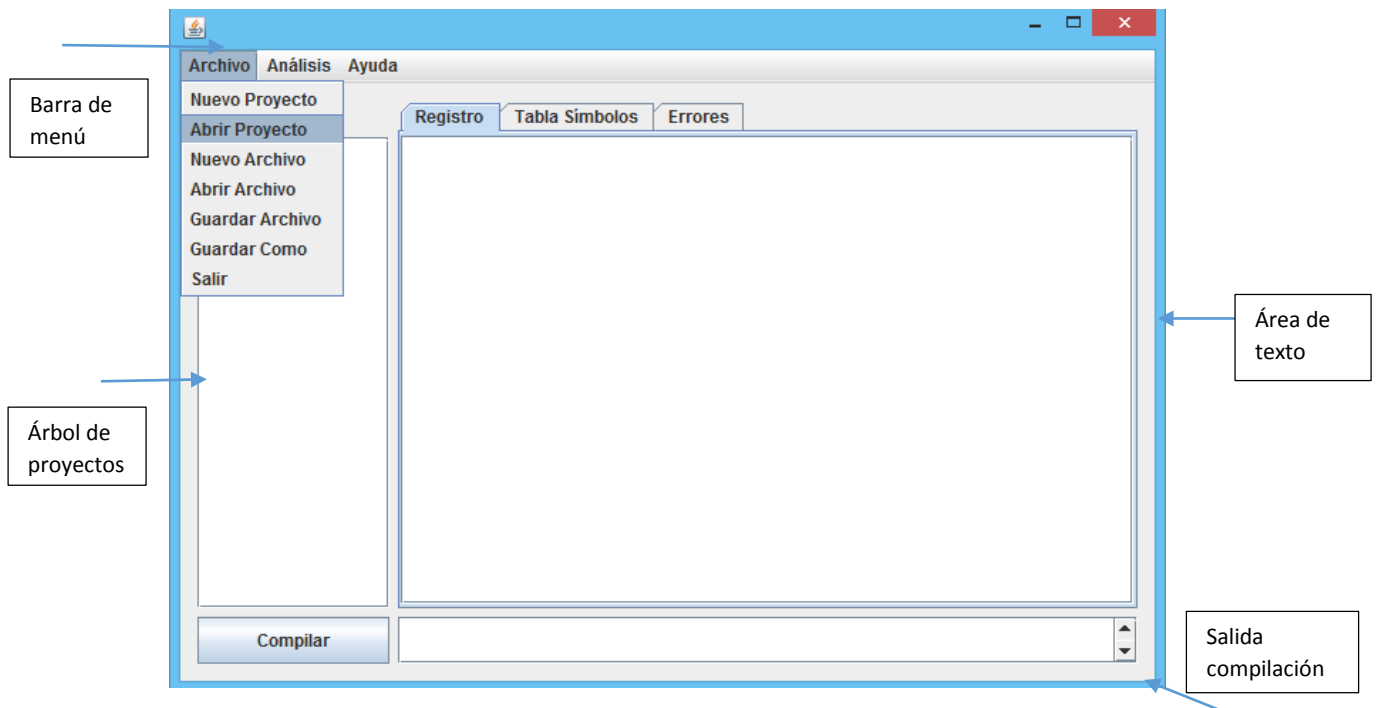 Archivo Análisis Ayuda
Barra de
menú
Nuevo Proyecto
Abrir Proyecto
Nuevo Archivo
Abrir Archivo
Guardar Archivo
Guardar Como
Salir
Registro Tabla Símbolos Errores
Área de
texto
Árbol de
proyectos
Compilar
Salida
compilación